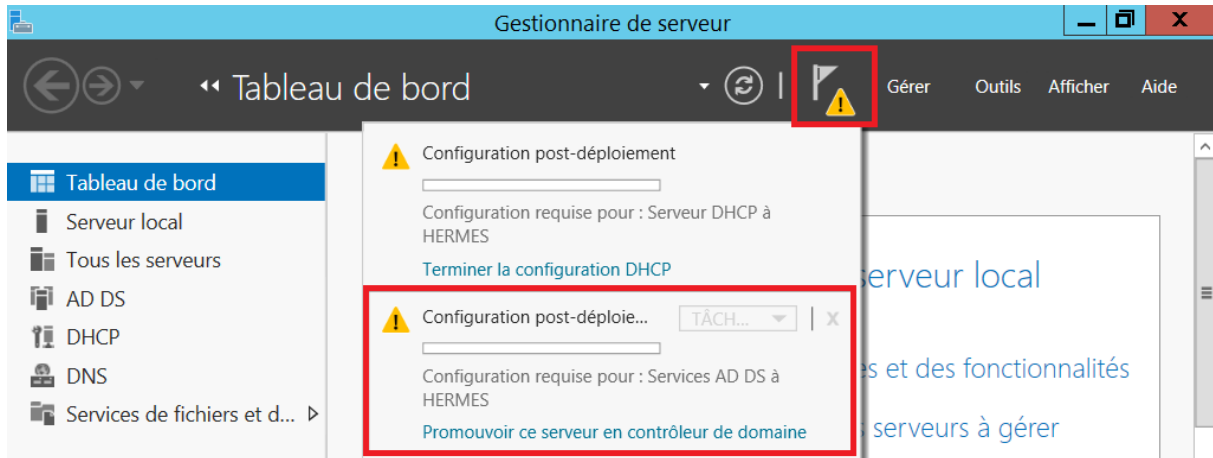 Gestionnaire de serveur
Tableau de bord
Gérer
Outils
Afficher
Aide
Tableau de bord
Serveur local
Tous les serveurs
AD DS
DHCP
DNS
Services de fichiers et d...
Configuration post-déploiement
Configuration requise pour : Serveur DHCP à
HERMES
Terminer la configuration DHCP
Configuration post-déploie...
TÂCH...
X
Configuration requise pour : Services AD DS à
HERMES
Promouvoir ce serveur en contrôleur de domaine
serveur local
es et des fonctionnalités
serveurs à gérer